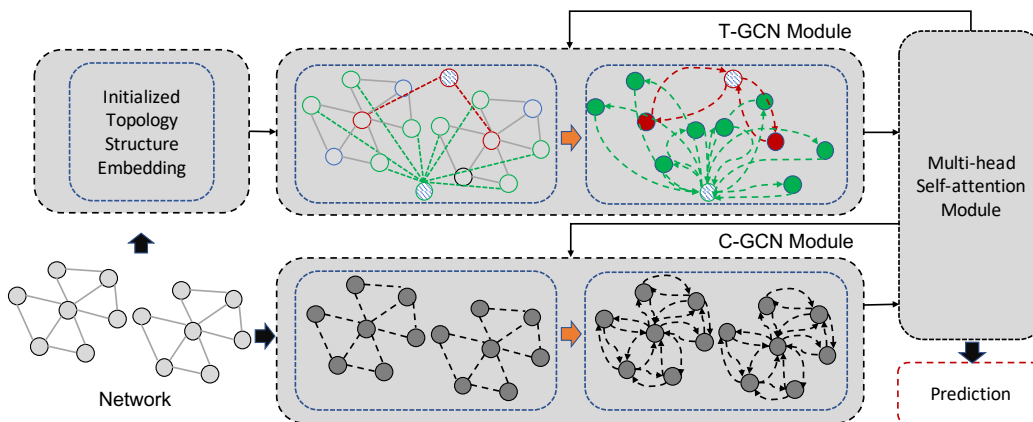 T-GCN Module
Initialized
Topology
Structure
Embedding
Multi-head
Self-attention
Module
C-GCN Module
Network
Prediction